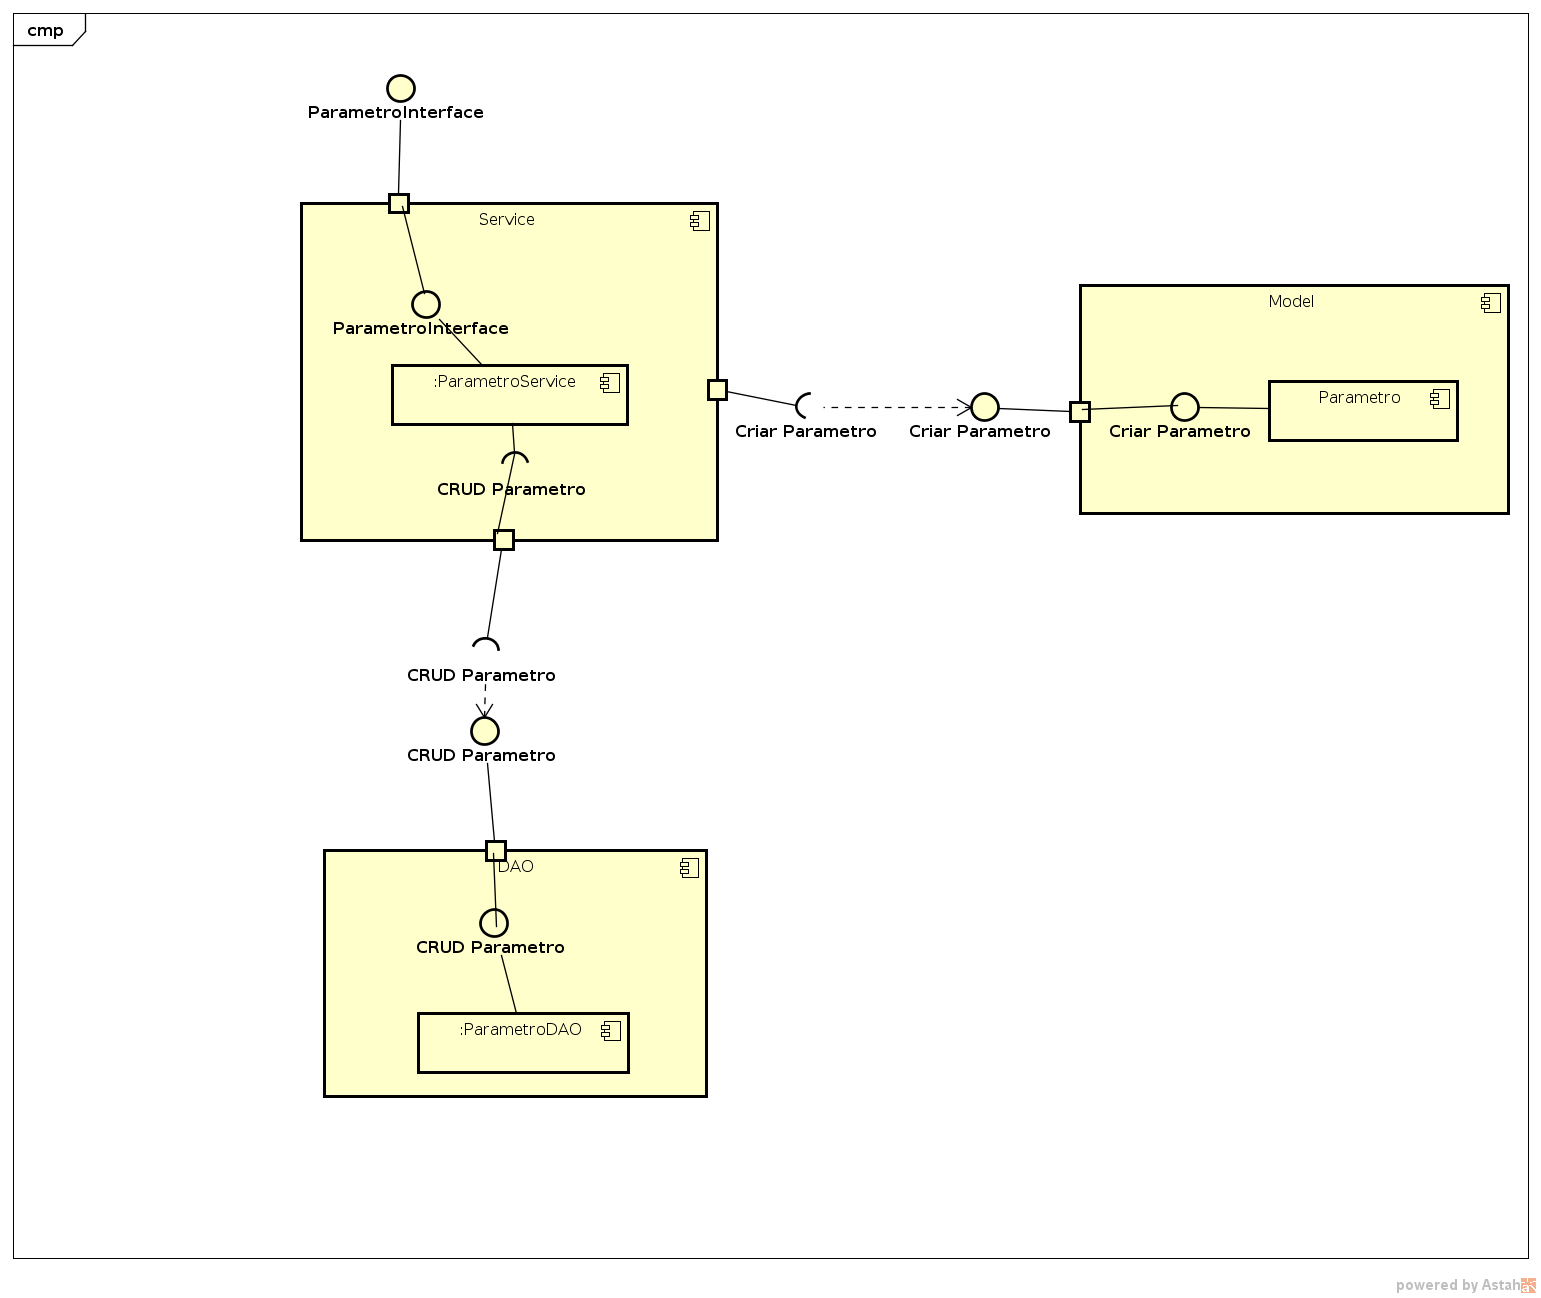 cmp
ParametroInterface
Service
ParametroInterface
:ParametroService
CRUD Parametro
Criar Parametro
Criar Parametro
Model
Criar Parametro
Parametro
CRUD Parametro
CRUD Parametro
DAO
CRUD Parametro
:ParametroDAO
powered by Astah